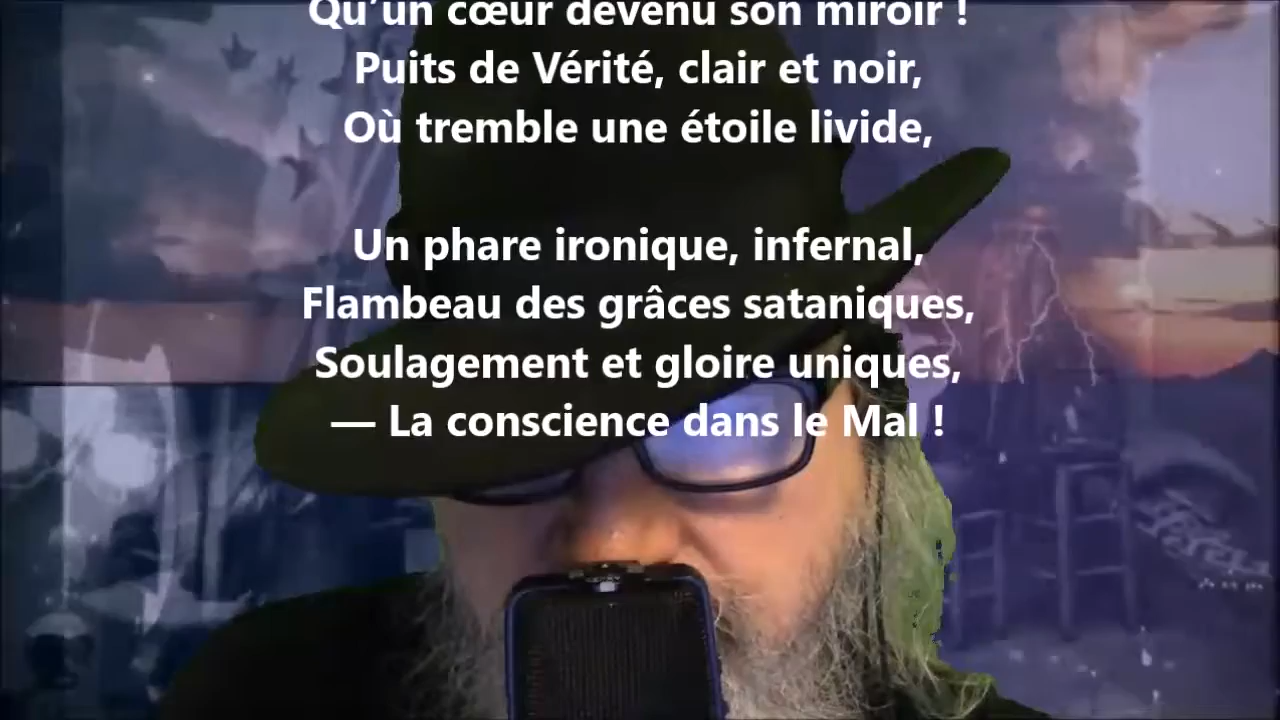 Qu’un cœur devenu son miroir !
Puits de Vérité, clair et noir,
Où tremble une étoile livide,
Un phare ironique, infernal,
Flambeau des grâces sataniques,
Soulagement et gloire uniques,
— La conscience dans le Mal !